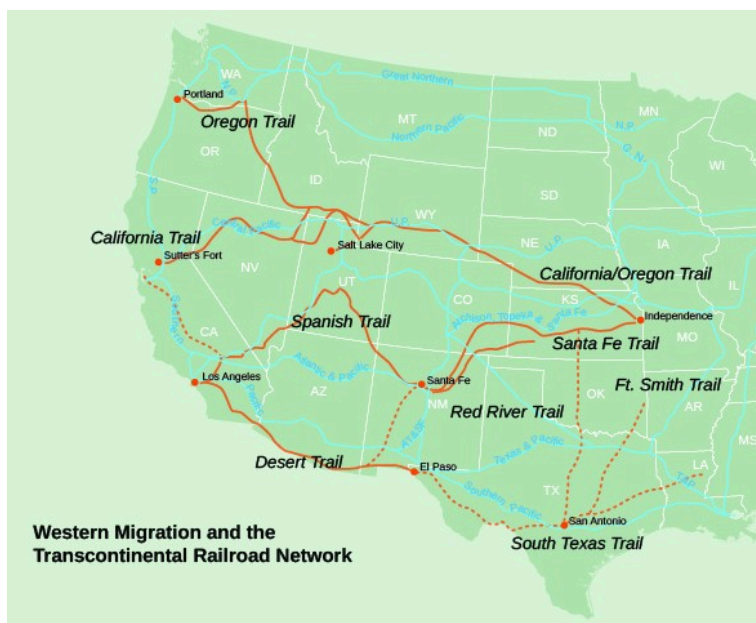 Great Northern
WA
N.P.
MT
ND
MN
Portland
N.P.
Oregon Trail
Northern Pacific
G.N.
WI
OR
ID
SD
S.P.
WY
Central Pacific
U.P.
California Trail
Salt Lake City
NE
U.P.
IA
Sutter's Fort
NV
California/Oregon Trail
IL
UT
CO
KS
Southern
Spanish Trail
Atchison, Topeka & Santa Fe
Independence
CA
Santa Fe Trail
MO
Atlantic & Pacific
Los Angeles
Santa Fe
OK
Ft. Smith Trail
Pacific
AZ
NM
Red River Trail
AR
MS
AT&SF
Desert Trail
El Paso
Texas & Pacific
LA
T&P
TX
Southern Pacific
San Antonio
Western Migration and the
Transcontinental Railroad Network
South Texas Trail